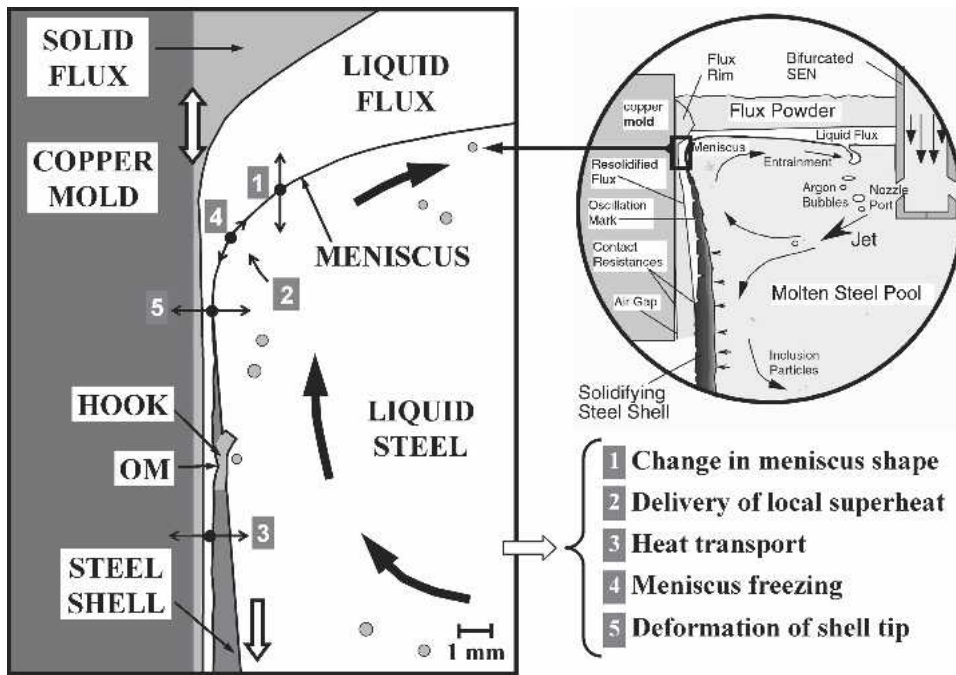 SOLID
FLUX
LIQUID
FLUX
COPPER
MOLD
1
4
MENISCUS
2
5
HOOK
OM
LIQUID
STEEL
3
STEEL
SHELL
1 mm
Flux
Rim
Bifurcated
SEN
copper
mold
Flux Powder
Liquid Flux
Meniscus
Entrainment
Resolidified
Flux
Argon
Bubbles
Nozzle
Port
Oscillation
Mark
Jet
Contact
Resistances
Air Gap
Molten Steel Pool
Inclusion
Particles
Solidifying
Steel Shell
1 Change in meniscus shape
2 Delivery of local superheat
3 Heat transport
4 Meniscus freezing
5 Deformation of shell tip